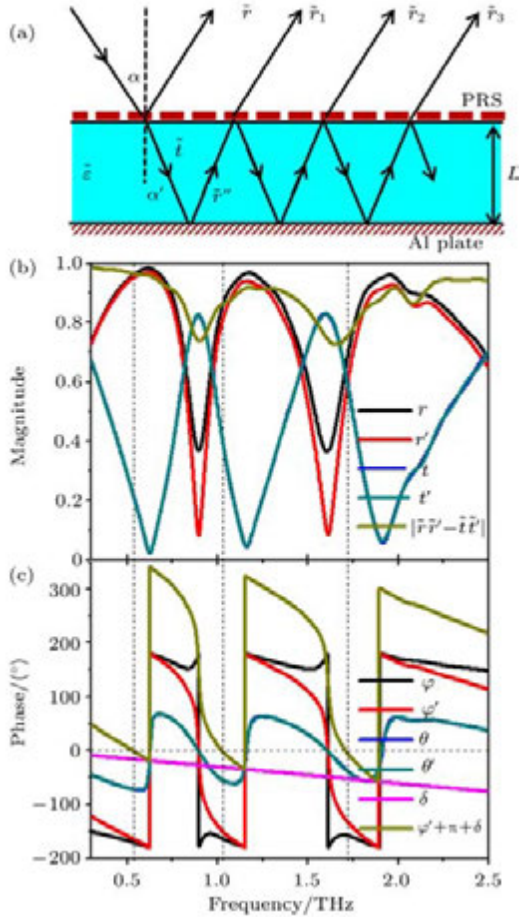 (a)
r̃ r̃₁ r̃₂ r̃₃
α
PRS
ε̃ t̃ L
α′ r̃″
Al plate
(b)
1.0
0.8
0.6
0.4
0.2
0
Magnitude
r
r′
t
t′
|r̃r̃′−t̃t̃′|
(c)
300
200
100
0
−100
−200
Phase/(°)
φ
φ′
θ
θ′
δ
φ′+π+δ
0.5 1.0 1.5 2.0 2.5
Frequency/THz